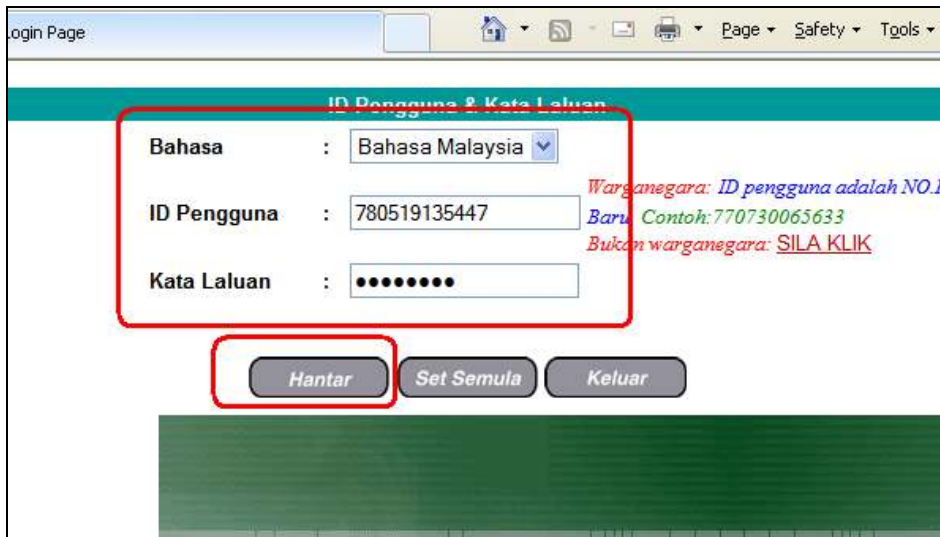 Login Page Page Safety Tools
ID Pengguna & Kata Laluan
Bahasa : Bahasa Malaysia
Warganegara: ID pengguna adalah NO.
ID Pengguna : 780519135447
Baru Contoh:770730065633
Bukan warganegara: SILA KLIK
Kata Laluan : ●●●●●●●●
Hantar Set Semula Keluar